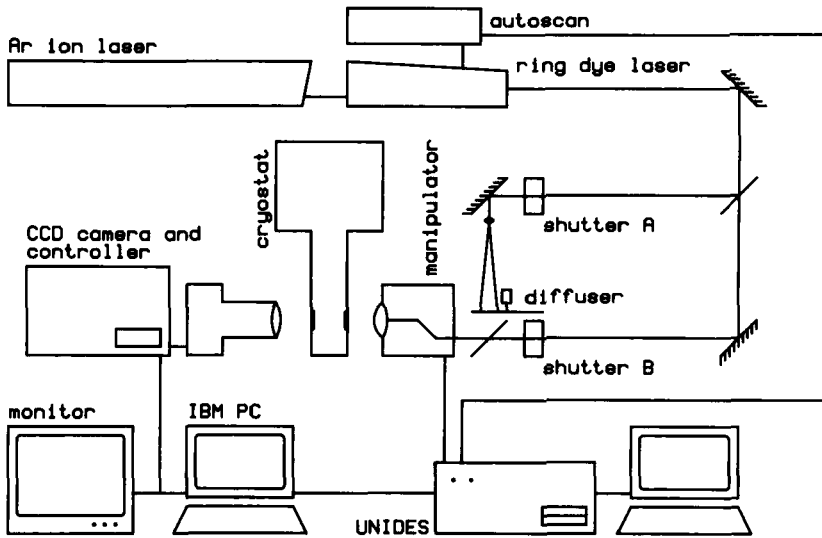 autoscan
Ar ion laser
ring dye laser
cryostat
manipulator
shutter A
CCD camera and
controller
diffuser
shutter B
monitor
IBM PC
UNIDES